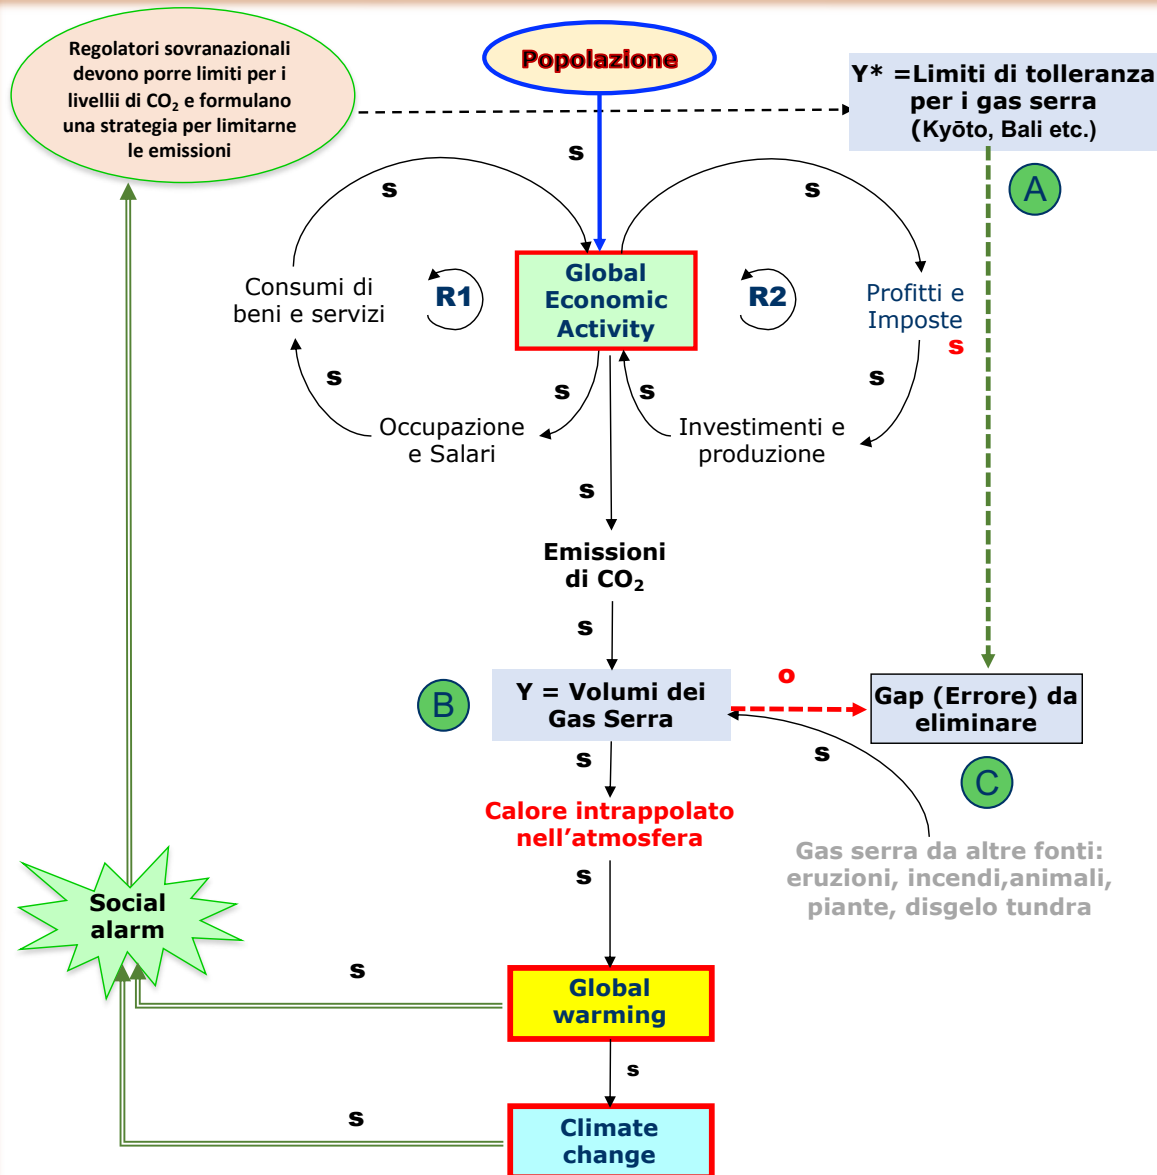 Regolatori sovranazionali
devono porre limiti per i
livellii di CO₂ e formulano
una strategia per limitarne
le emissioni
Popolazione
Y* =Limiti di tolleranza
per i gas serra
(Kyōto, Bali etc.)
A
s
s
s
Global
Economic
Activity
R1
R2
Consumi di
beni e servizi
Profitti e
Imposte
s
s
s
s
s
Occupazione
e Salari
Investimenti e
produzione
s
Emissioni
di CO₂
s
B
Y = Volumi dei
Gas Serra
o
Gap (Errore) da
eliminare
C
s
s
Calore intrappolato
nell’atmosfera
Gas serra da altre fonti:
eruzioni, incendi,animali,
piante, disgelo tundra
s
Social
alarm
s
Global
warming
s
s
Climate
change